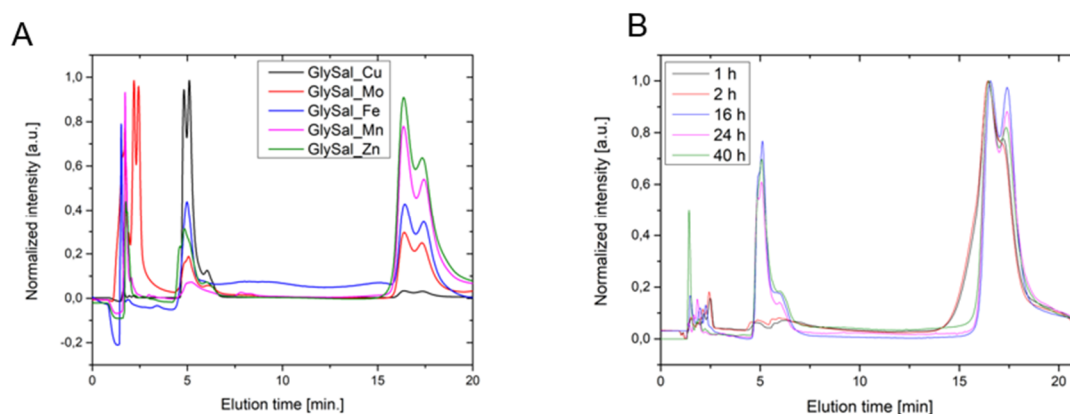 A
1,0
0,8
0,6
0,4
0,2
0,0
-0,2
Normalized intensity [a.u.]
GlySal_Cu
GlySal_Mo
GlySal_Fe
GlySal_Mn
GlySal_Zn
0 5 10 15 20
Elution time [min.]
B
1,0
0,8
0,6
0,4
0,2
0,0
Normalized intensity [a.u.]
1 h
2 h
16 h
24 h
40 h
0 5 10 15 20
Elution time [min]